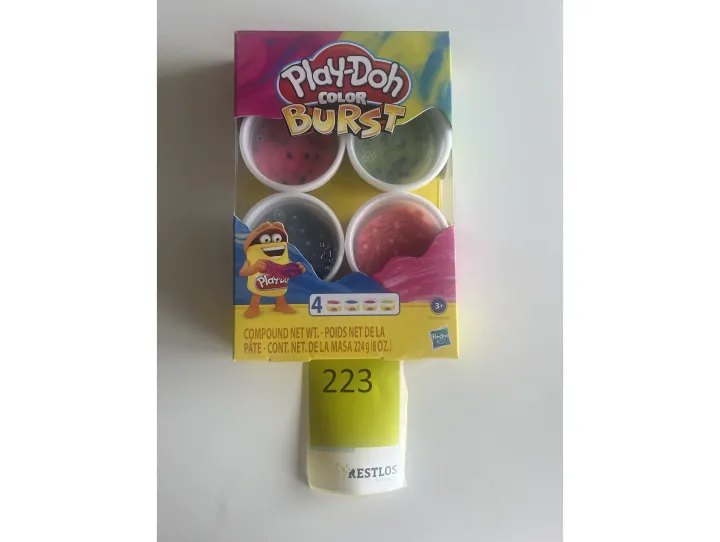 PLAY-DOH
COLOR
BURST
PLAY-D
4
3+
Hasbro
COMPOUND NET WT. · POIDS NET DE LA
PÂTE · CONT. NET. DE LA MASA 224 g (8 OZ.)
223
RESTLOS